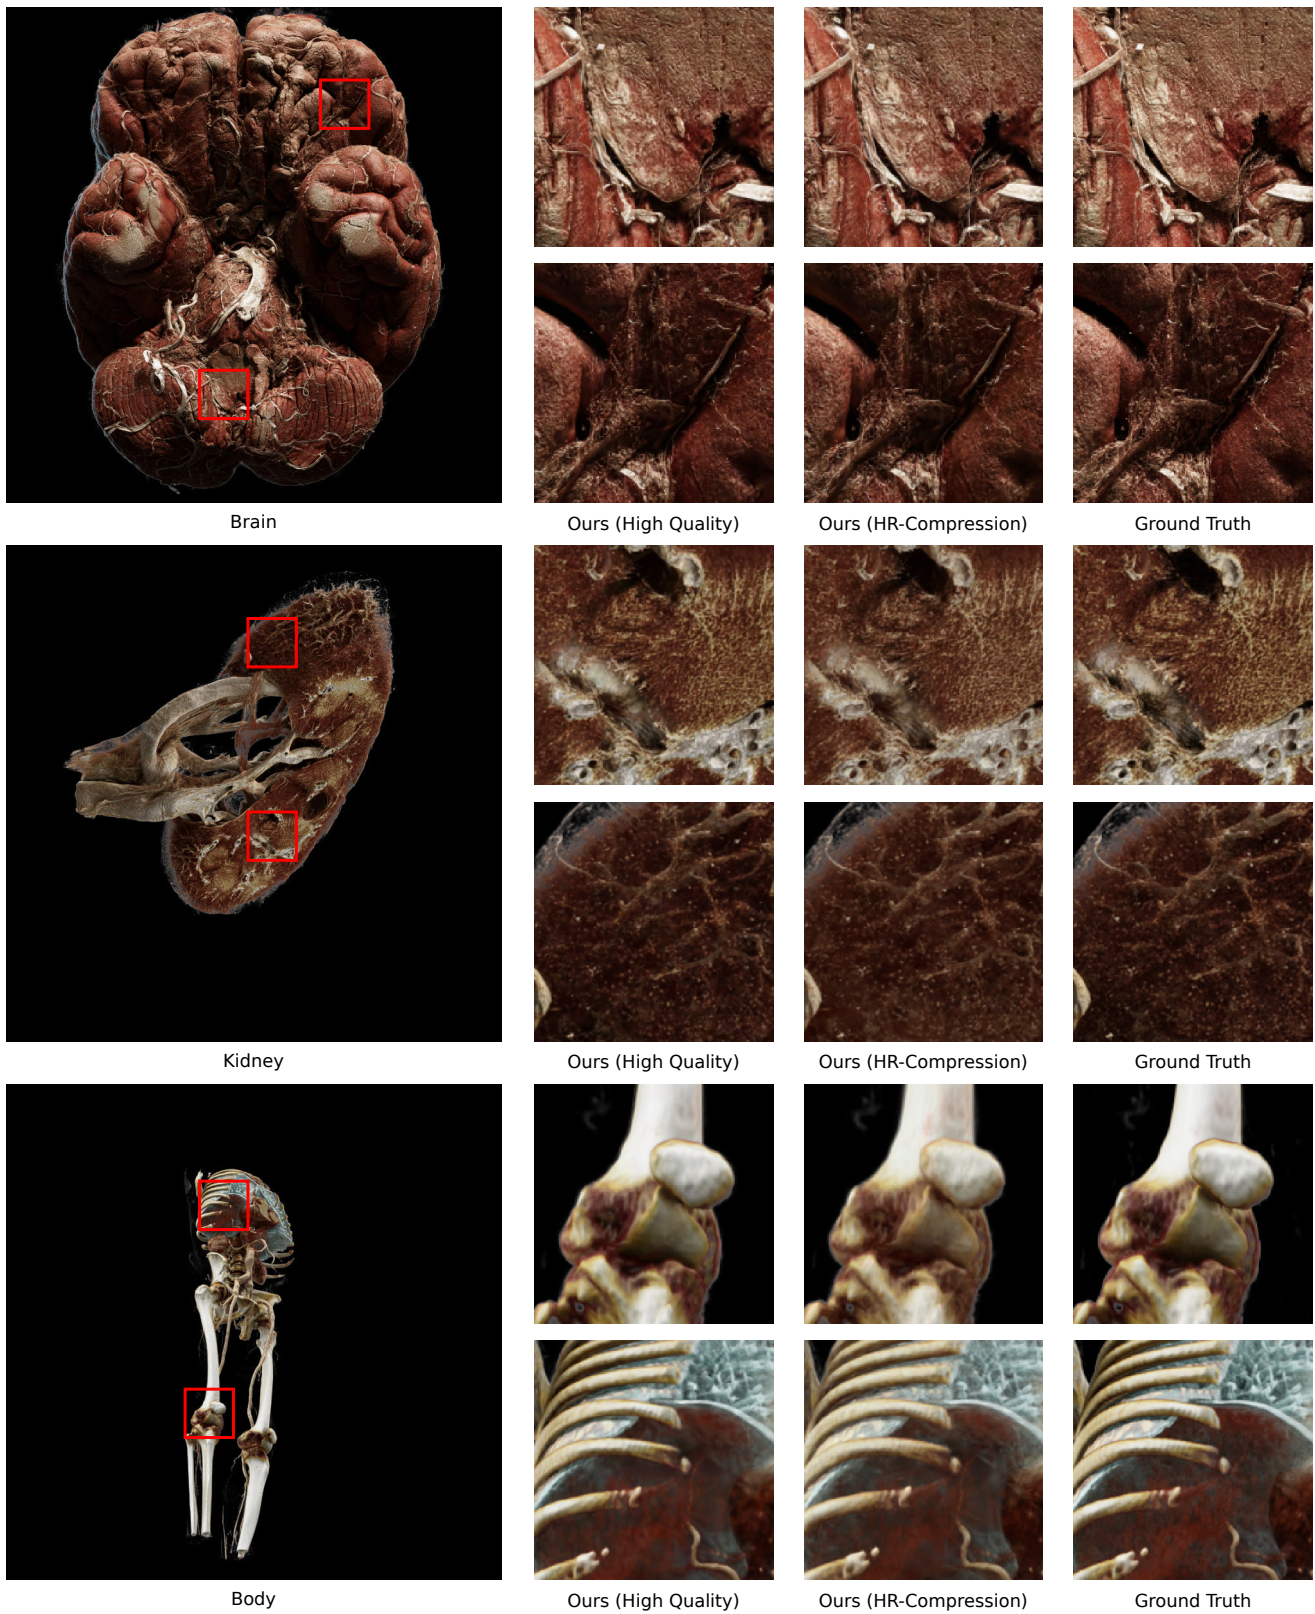 Brain
Ours (High Quality)
Ours (HR-Compression)
Ground Truth
Kidney
Ours (High Quality)
Ours (HR-Compression)
Ground Truth
Body
Ours (High Quality)
Ours (HR-Compression)
Ground Truth